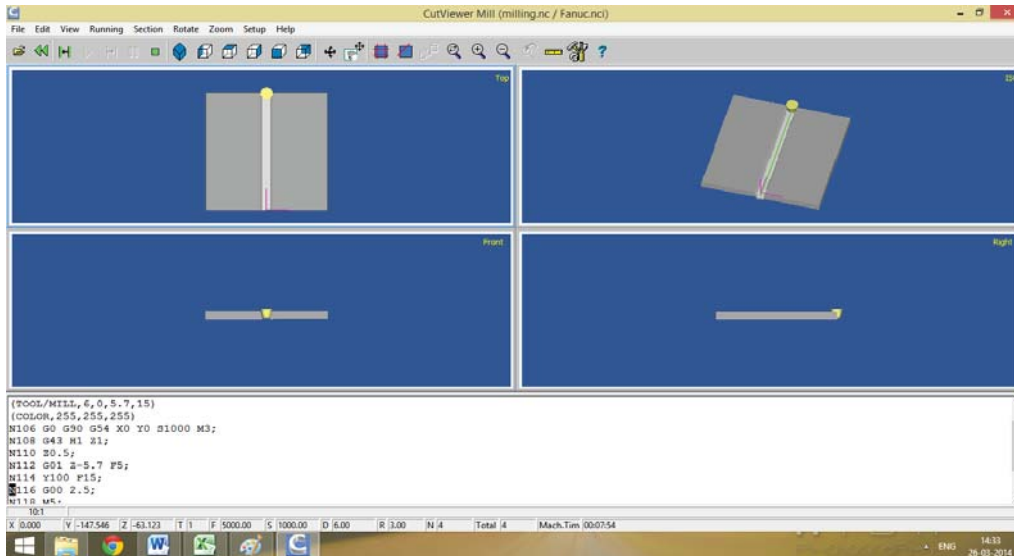 CutViewer Mill (milling.nc / Fanuc.nci)
File Edit View Running Section Rotate Zoom Setup Help
Top
Front
Right
(TOOL/MILL,6,0,5.7,15)
(COLOR,255,255,255)
N106 G0 G90 G54 X0 Y0 S1000 M3;
N108 G43 H1 Z1;
N110 Z0.5;
N112 G01 Z-5.7 F5;
N114 Y100 F15;
N116 G00 Z.5;
N118 M5;
10:1
X 0.000 Y -147.546 Z -63.123 T 1 F 5000.00 S 1000.00 D 6.00 R 3.00 N 4 Total 4 Mach.Tim 00:07:54
ENG
14:33
26-03-2014